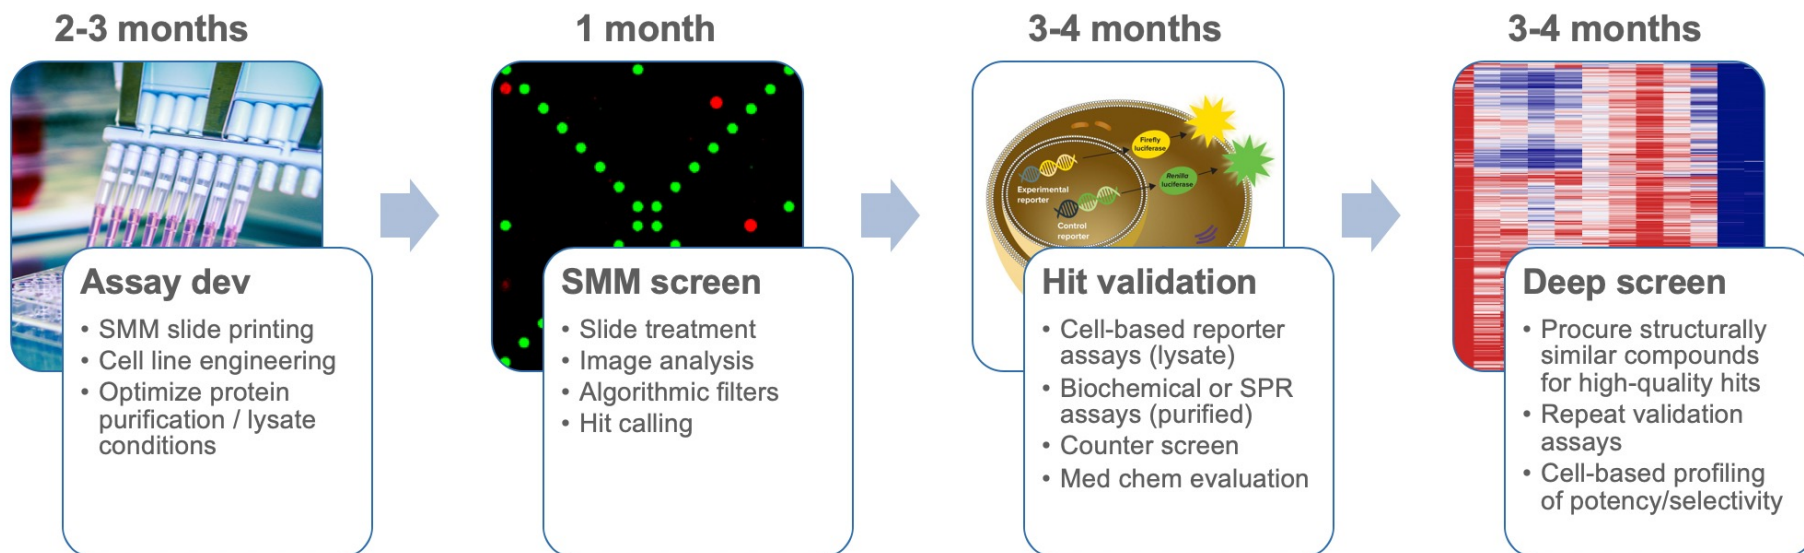 2-3 months
1 month
3-4 months
3-4 months
Assay dev
• SMM slide printing
• Cell line engineering
• Optimize protein
purification / lysate
conditions
SMM screen
• Slide treatment
• Image analysis
• Algorithmic filters
• Hit calling
Firefly
luciferase
Renilla
luciferase
Experimental
reporter
Control
reporter
Hit validation
• Cell-based reporter
assays (lysate)
• Biochemical or SPR
assays (purified)
• Counter screen
• Med chem evaluation
Deep screen
• Procure structurally
similar compounds
for high-quality hits
• Repeat validation
assays
• Cell-based profiling
of potency/selectivity